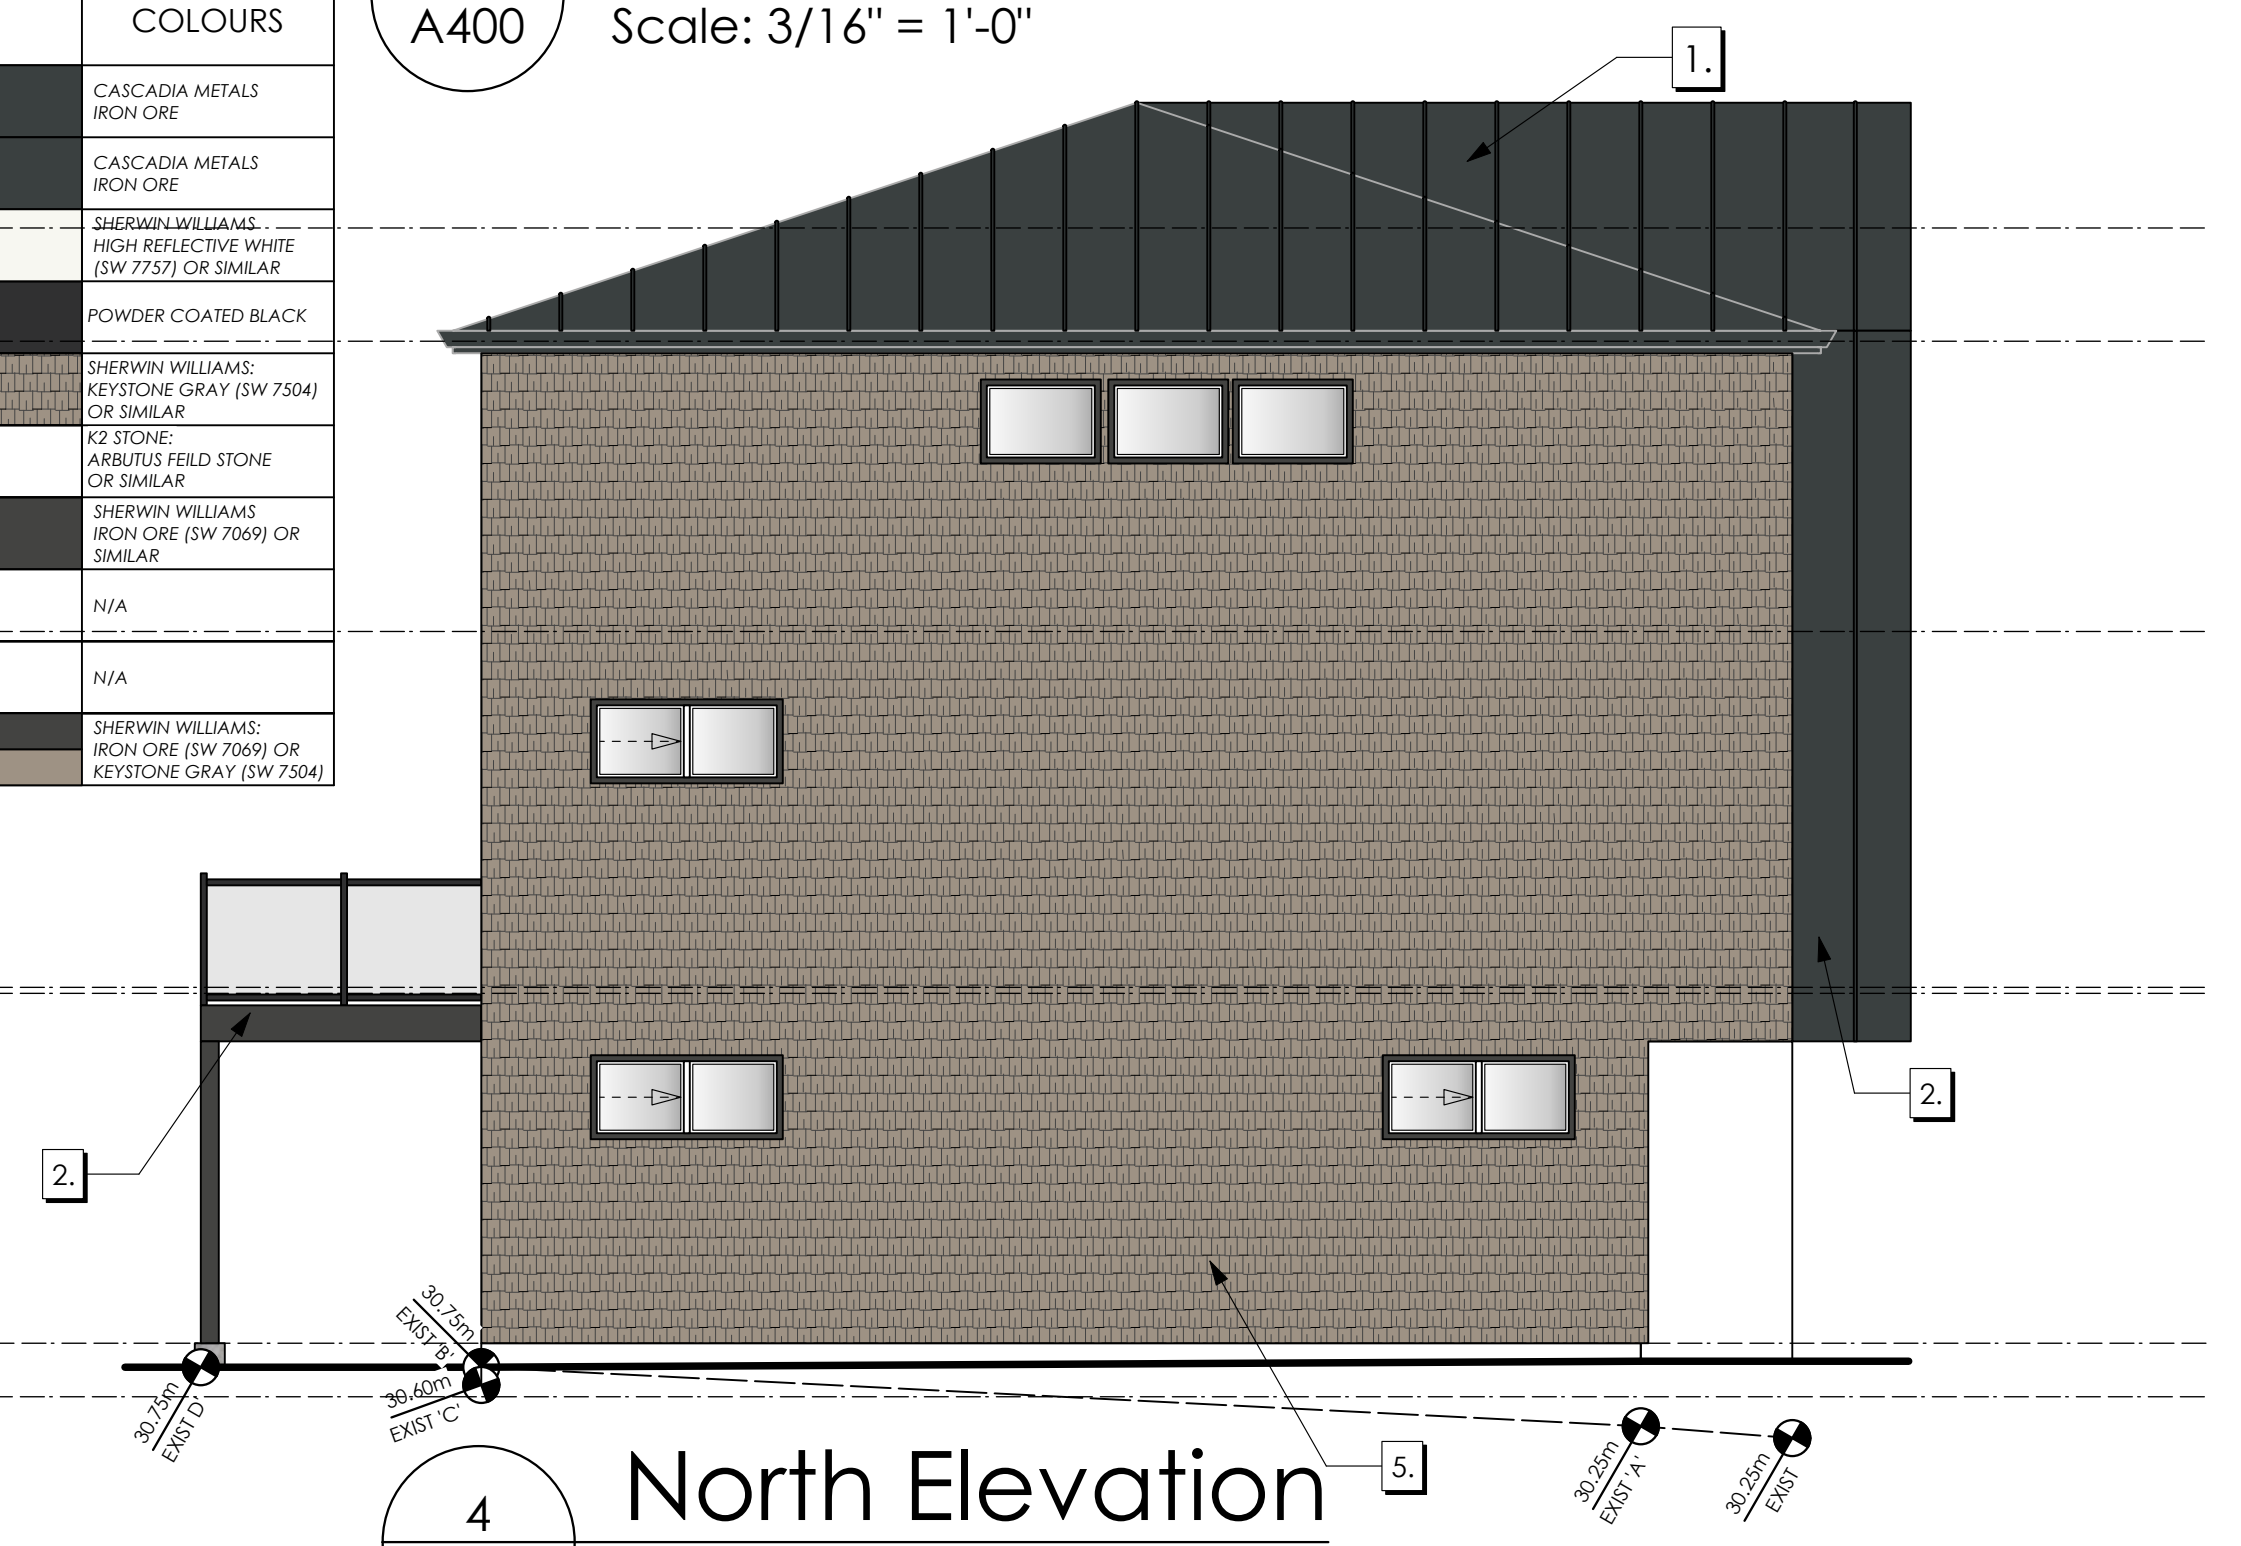 COLOURS
A400
Scale: 3/16" = 1'-0"
1.
CASCADIA METALS
IRON ORE
CASCADIA METALS
IRON ORE
SHERWIN WILLIAMS
HIGH REFLECTIVE WHITE
(SW 7757) OR SIMILAR
POWDER COATED BLACK
SHERWIN WILLIAMS:
KEYSTONE GRAY (SW 7504)
OR SIMILAR
K2 STONE:
ARBUTUS FEILD STONE
OR SIMILAR
SHERWIN WILLIAMS
IRON ORE (SW 7069) OR
SIMILAR
N/A
N/A
SHERWIN WILLIAMS:
IRON ORE (SW 7069) OR
KEYSTONE GRAY (SW 7504)
2.
2.
30.75m
EXIST 'B'
30.60m
EXIST 'C'
30.75m
EXIST D'
30.25m
EXIST 'A'
30.25m
EXIST
5.
4
North Elevation